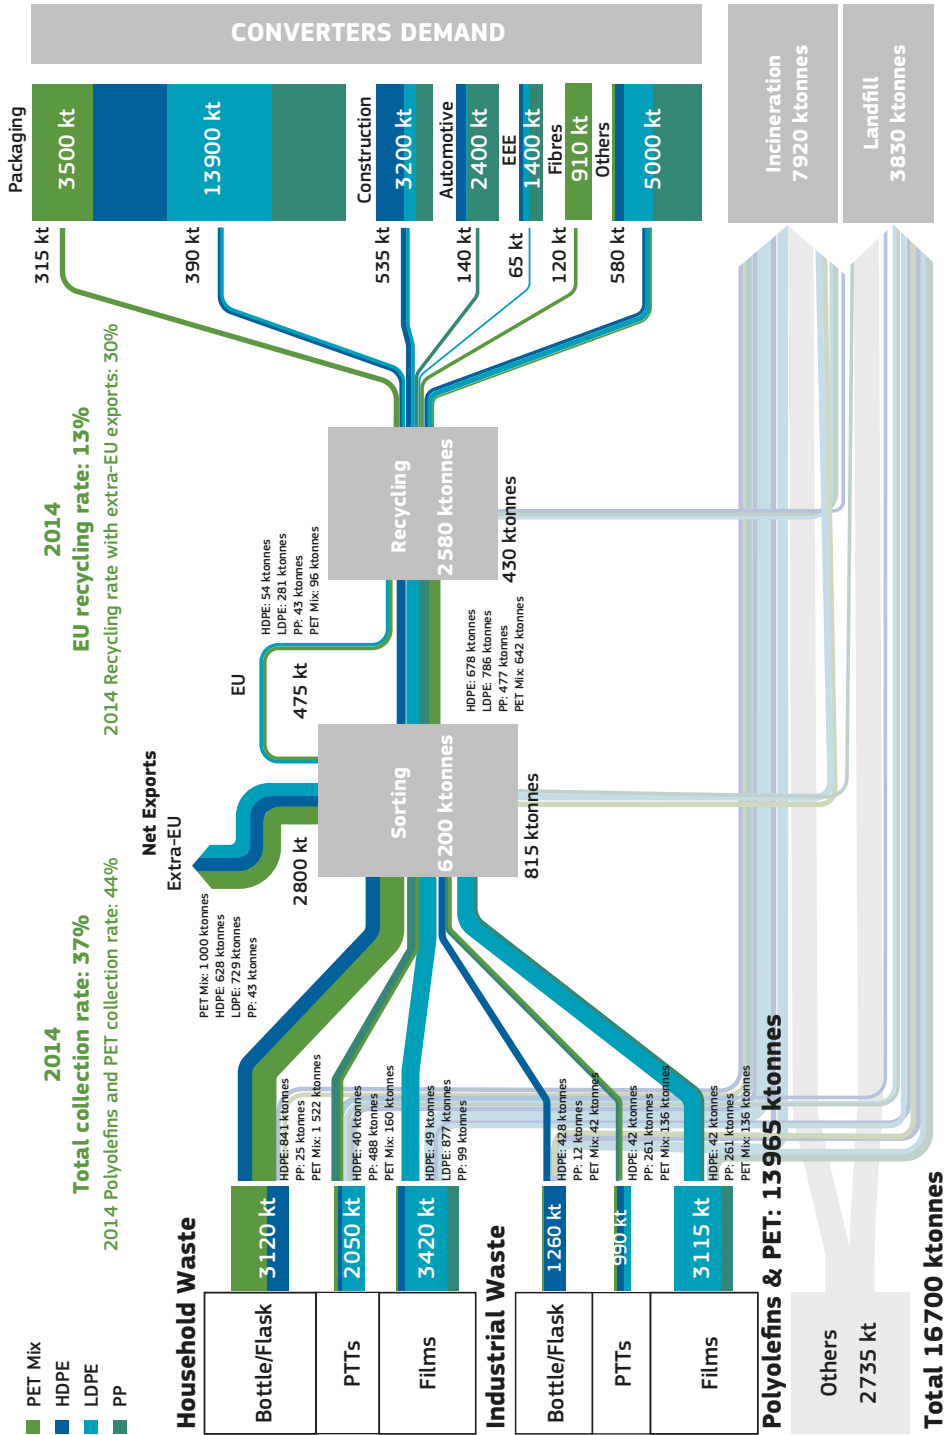 PET Mix
HDPE
LDPE
PP
2014
Total collection rate: 37%
2014 Polyolefins and PET collection rate: 44%
2014
EU recycling rate: 13%
2014 Recycling rate with extra-EU exports: 30%
Household Waste
Bottle/Flask
3120 kt
HDPE: 841 ktonnes
PP: 25 ktonnes
PET Mix: 1 522 ktonnes
PTTs
2050 kt
HDPE: 40 ktonnes
PP: 488 ktonnes
PET Mix: 160 ktonnes
Films
3420 kt
HDPE: 49 ktonnes
LDPE: 877 ktonnes
PP: 99 ktonnes
Industrial Waste
Bottle/Flask
1260 kt
HDPE: 428 ktonnes
PP: 12 ktonnes
PET Mix: 42 ktonnes
PTTs
990 kt
HDPE: 42 ktonnes
PP: 261 ktonnes
PET Mix: 136 ktonnes
Films
3115 kt
HDPE: 42 ktonnes
PP: 261 ktonnes
PET Mix: 136 ktonnes
Polyolefins & PET: 13965 ktonnes
Others
2735 kt
Total 16700 ktonnes
Net Exports
Extra-EU
PET Mix: 1 000 ktonnes
HDPE: 628 ktonnes
LDPE: 729 ktonnes
PP: 43 ktonnes
2800 kt
Sorting
6200 ktonnes
815 ktonnes
EU
475 kt
HDPE: 54 ktonnes
LDPE: 281 ktonnes
PP: 43 ktonnes
PET Mix: 96 ktonnes
HDPE: 678 ktonnes
LDPE: 786 ktonnes
PP: 477 ktonnes
PET Mix: 642 ktonnes
Recycling
2580 ktonnes
430 ktonnes
315 kt
390 kt
535 kt
140 kt
65 kt
120 kt
580 kt
Packaging
3500 kt
13900 kt
Construction
3200 kt
Automotive
2400 kt
EEE
1400 kt
Fibres
910 kt
Others
5000 kt
CONVERTERS DEMAND
Incineration
7920 ktonnes
Landfill
3830 ktonnes